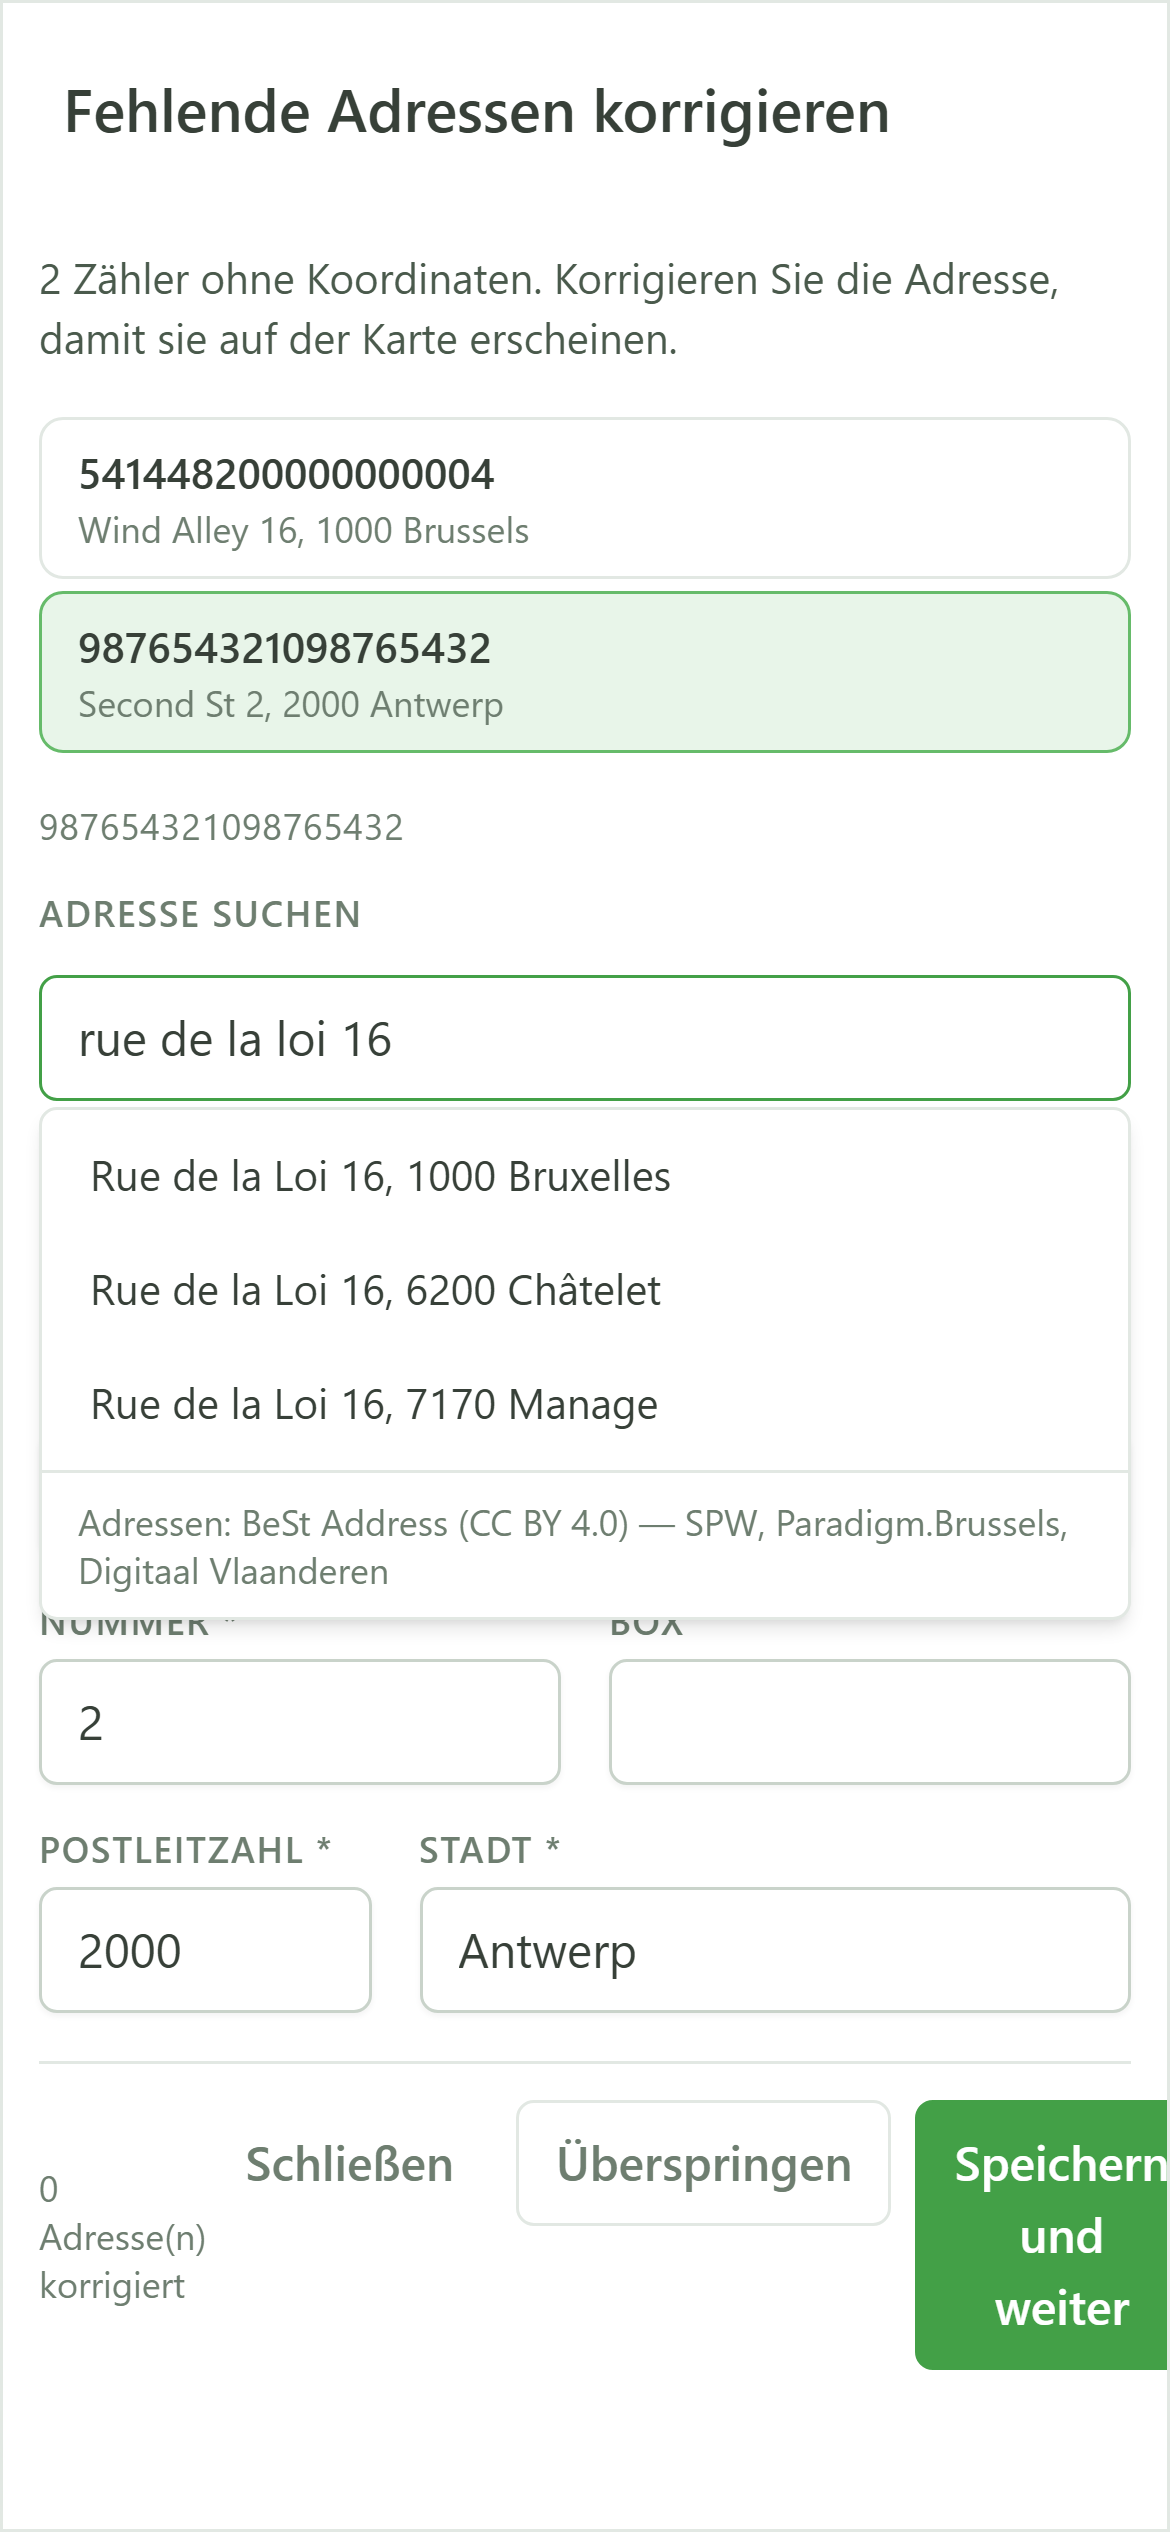 Fehlende Adressen korrigieren
2 Zähler ohne Koordinaten. Korrigieren Sie die Adresse,
damit sie auf der Karte erscheinen.
541448200000000004
Wind Alley 16, 1000 Brussels
987654321098765432
Second St 2, 2000 Antwerp
987654321098765432
ADRESSE SUCHEN
rue de la loi 16
Rue de la Loi 16, 1000 Bruxelles
Rue de la Loi 16, 6200 Châtelet
Rue de la Loi 16, 7170 Manage
Adressen: BeSt Address (CC BY 4.0) — SPW, Paradigm.Brussels,
Digitaal Vlaanderen
NUMMER * BOX
2
POSTLEITZAHL * STADT *
2000 Antwerp
0
Adresse(n)
korrigiert
Schließen
Überspringen
Speichern
und
weiter